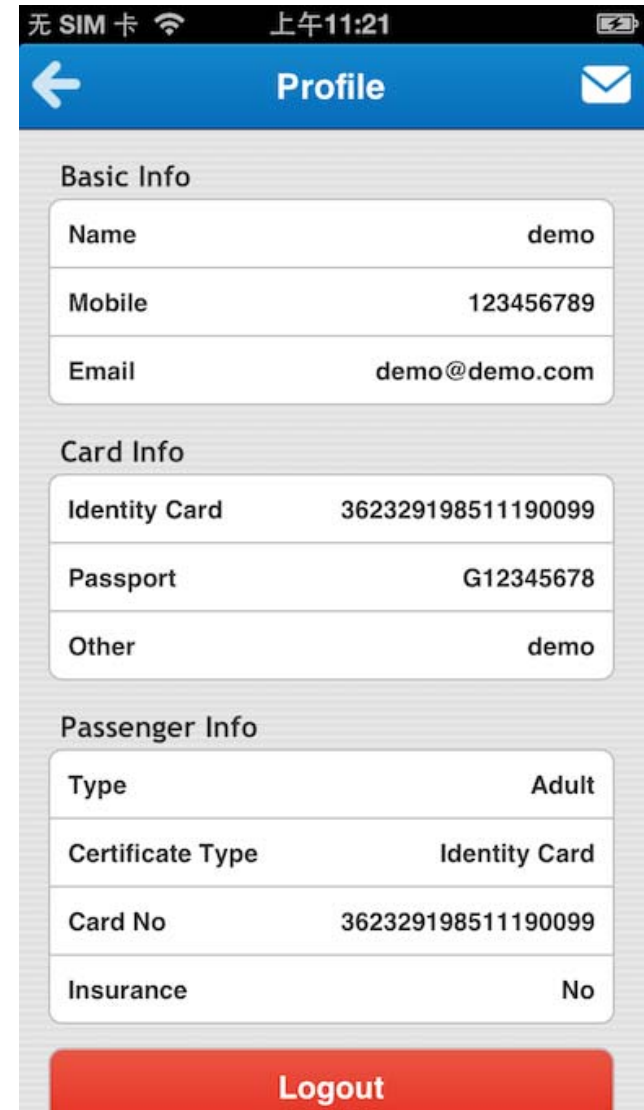 无 SIM 卡 上午11:21
Profile
Basic Info
Name demo
Mobile 123456789
Email demo@demo.com
Card Info
Identity Card 362329198511190099
Passport G12345678
Other demo
Passenger Info
Type Adult
Certificate Type Identity Card
Card No 362329198511190099
Insurance No
Logout